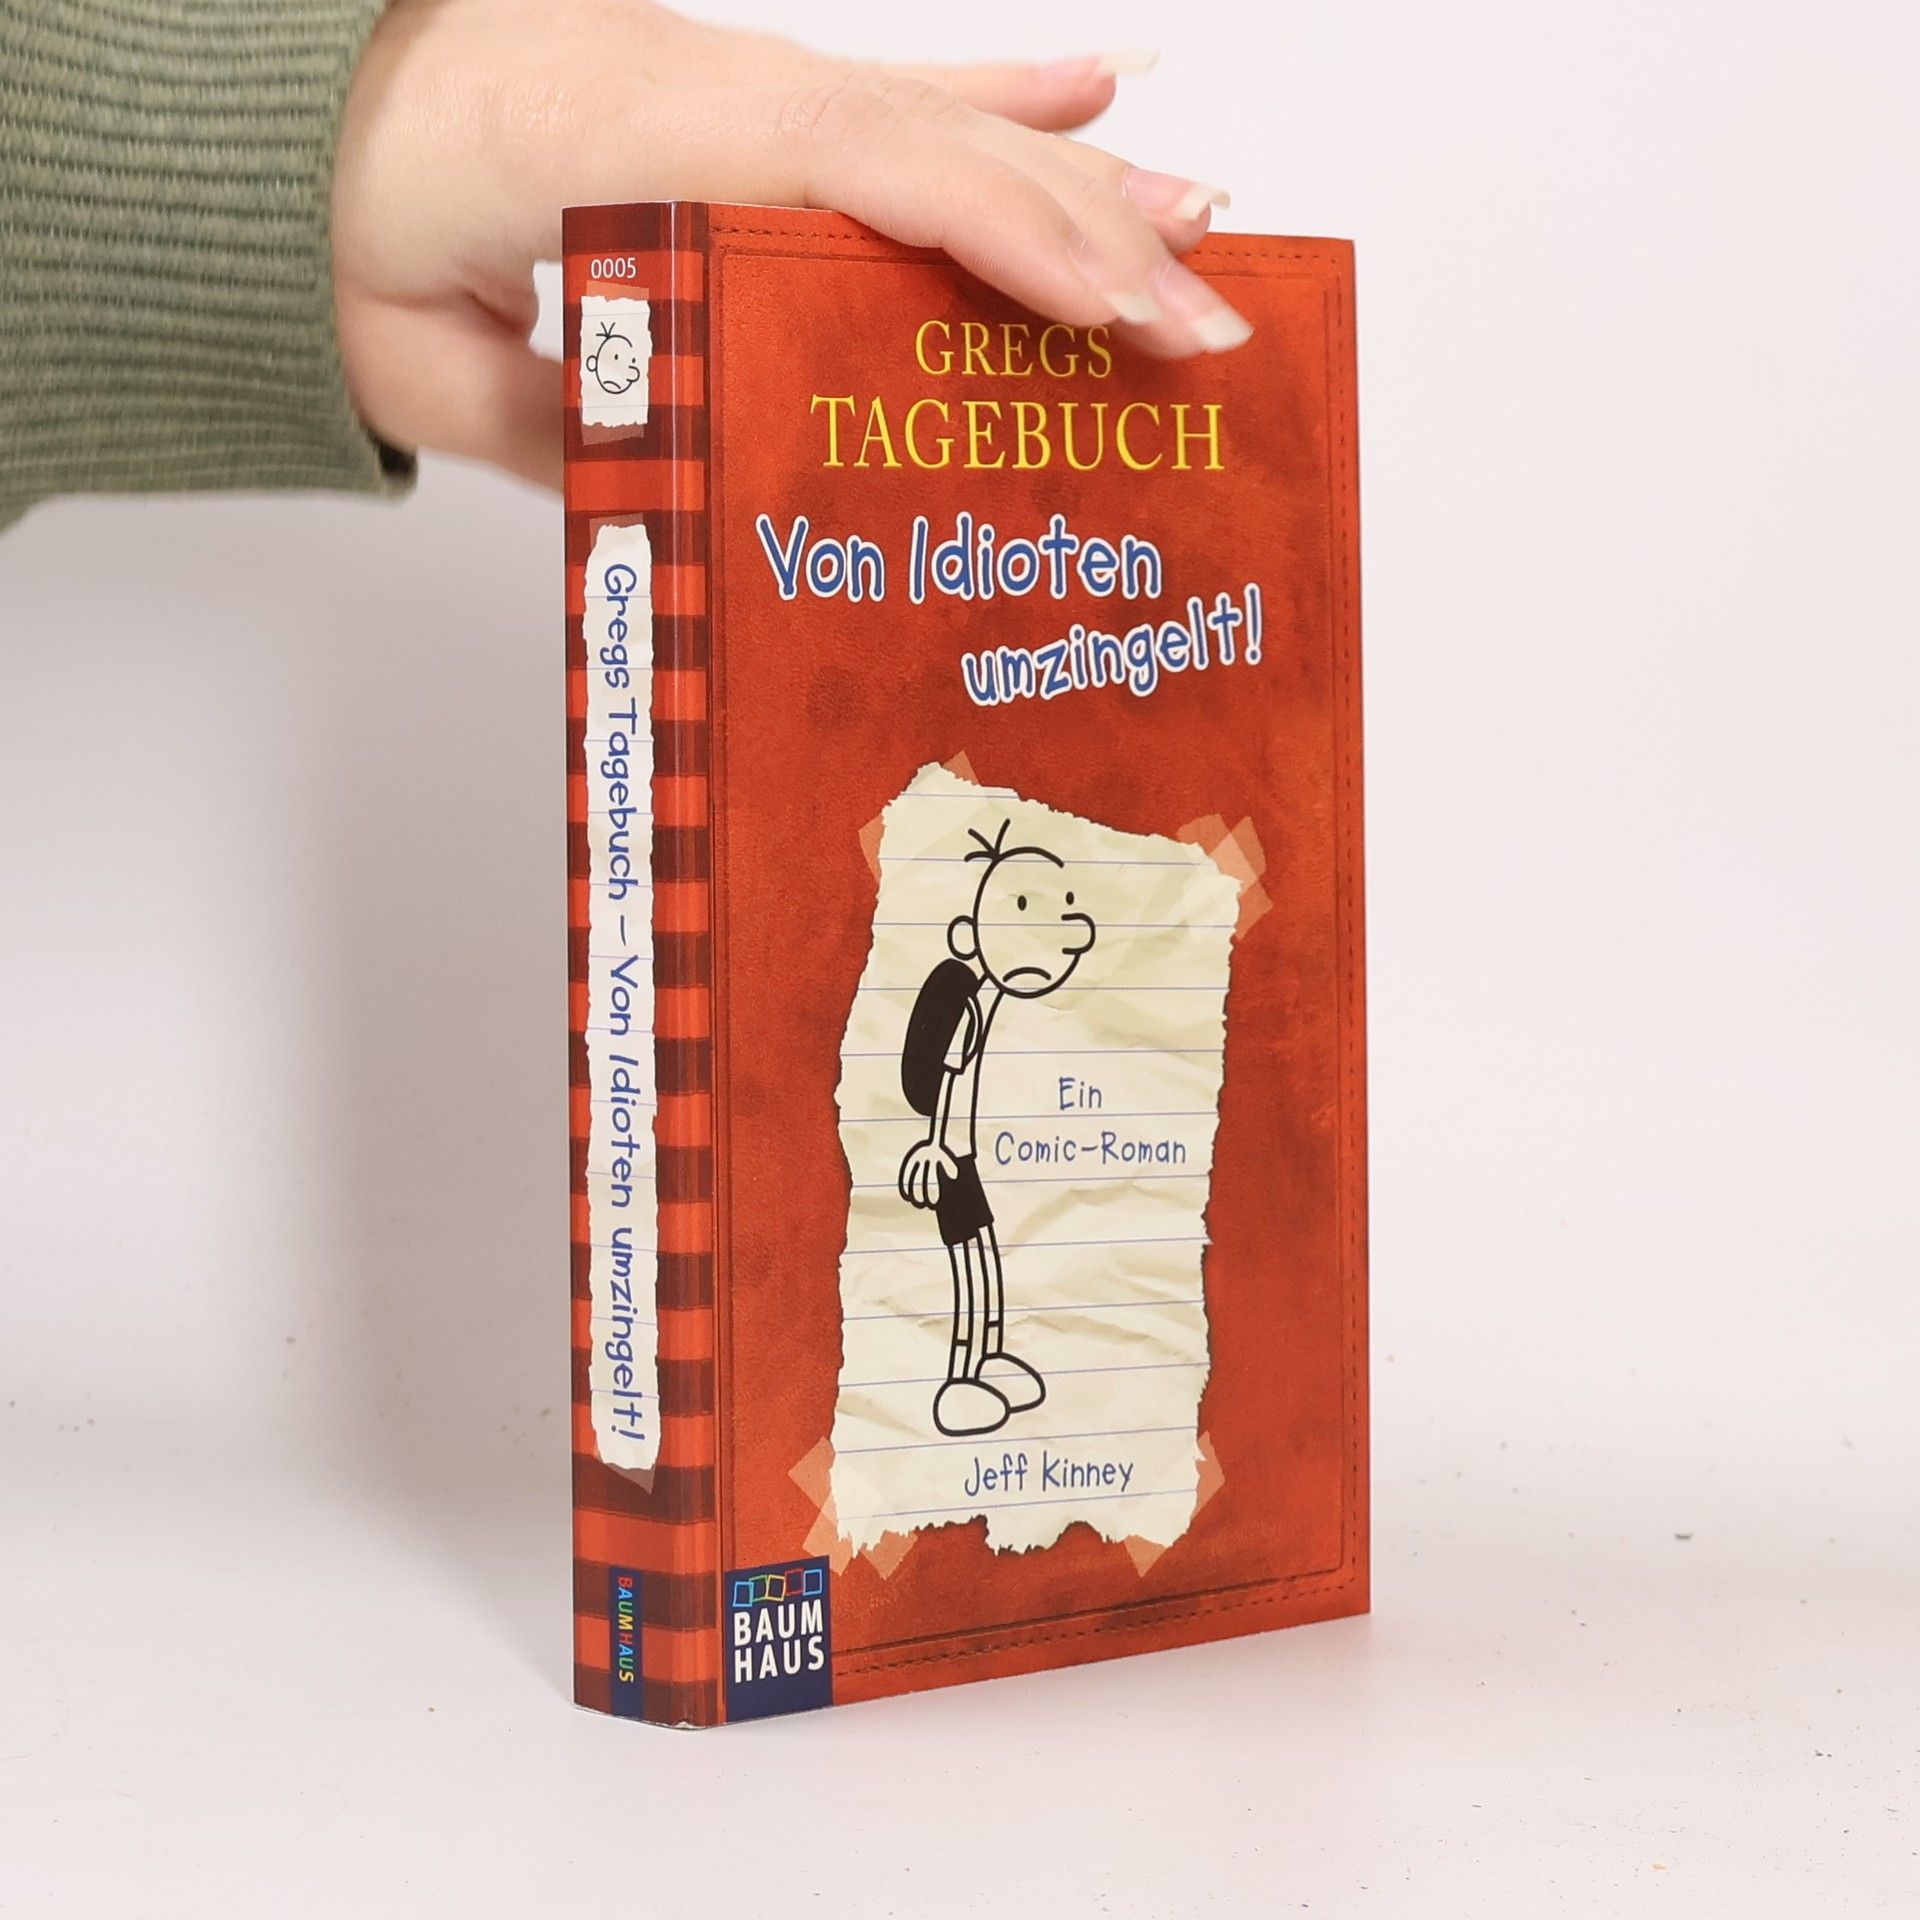 0005
Gregs Tagebuch – Von Idioten umzingelt!
BAUMHAUS
GREGS
TAGEBUCH
Von Idioten
umzingelt!
Ein
Comic-Roman
Jeff Kinney
BAUM
HAUS